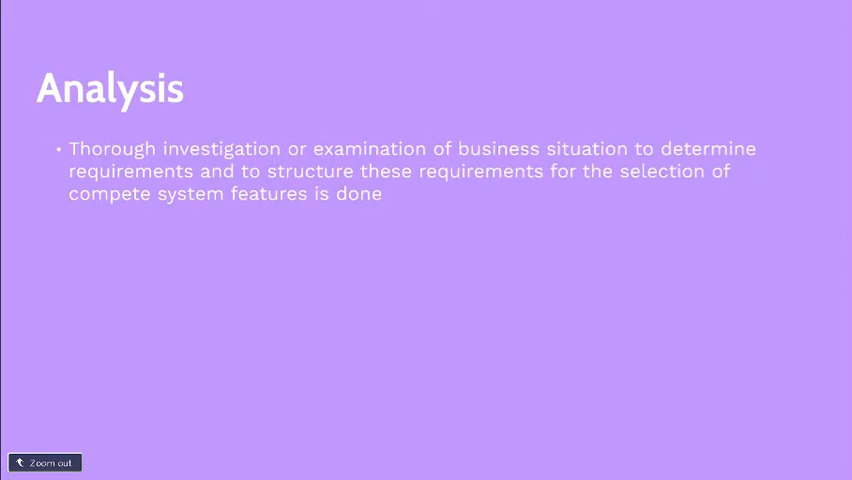 Analysis
• Thorough investigation or examination of business situation to determine
requirements and to structure these requirements for the selection of
compete system features is done
Zoom out